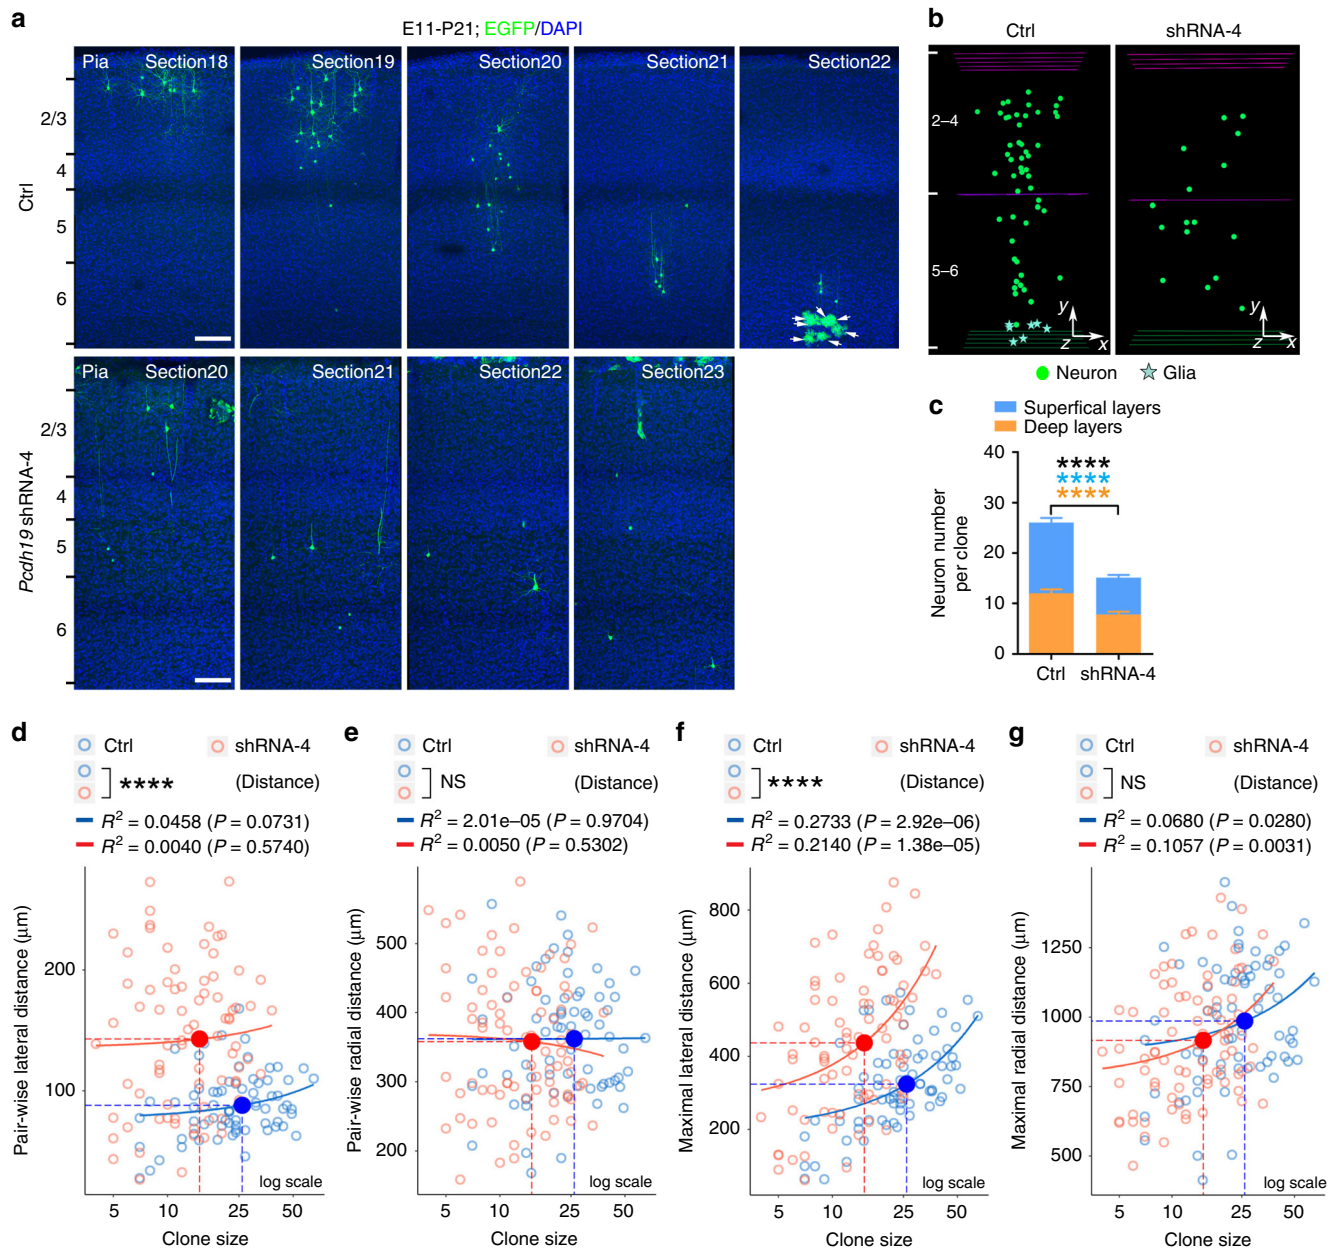 a
E11-P21; EGFP/DAPI
Pia Section18 Section19 Section20 Section21 Section22
2/3
4
5
6
Ctrl
Pia Section20 Section21 Section22 Section23
2/3
4
5
6
Pcdh19 shRNA-4
b
Ctrl shRNA-4
2–4
5–6
y
z x
y
z x
Neuron Glia
c
Superfical layers
Deep layers
Neuron number per clone
40
30
20
10
0
****
****
****
Ctrl shRNA-4
d
Ctrl shRNA-4
**** (Distance)
R² = 0.0458 (P = 0.0731)
R² = 0.0040 (P = 0.5740)
Pair-wise lateral distance (μm)
200
100
log scale
5 10 25 50
Clone size
e
Ctrl shRNA-4
NS (Distance)
R² = 2.01e–05 (P = 0.9704)
R² = 0.0050 (P = 0.5302)
Pair-wise radial distance (μm)
500
400
300
200
log scale
5 10 25 50
Clone size
f
Ctrl shRNA-4
**** (Distance)
R² = 0.2733 (P = 2.92e–06)
R² = 0.2140 (P = 1.38e–05)
Maximal lateral distance (μm)
800
600
400
200
log scale
5 10 25 50
Clone size
g
Ctrl shRNA-4
NS (Distance)
R² = 0.0680 (P = 0.0280)
R² = 0.1057 (P = 0.0031)
Maximal radial distance (μm)
1250
1000
750
500
log scale
5 10 25 50
Clone size